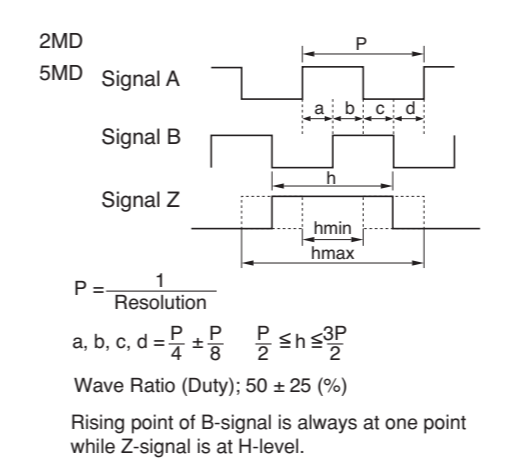 2MD
5MD
P
Signal A
a b c d
Signal B
h
Signal Z
hmin
hmax
P = 1 / Resolution
a, b, c, d = P/4 ± P/8 P/2 ≦ h ≦ 3P/2
Wave Ratio (Duty); 50 ± 25 (%)
Rising point of B-signal is always at one point
while Z-signal is at H-level.